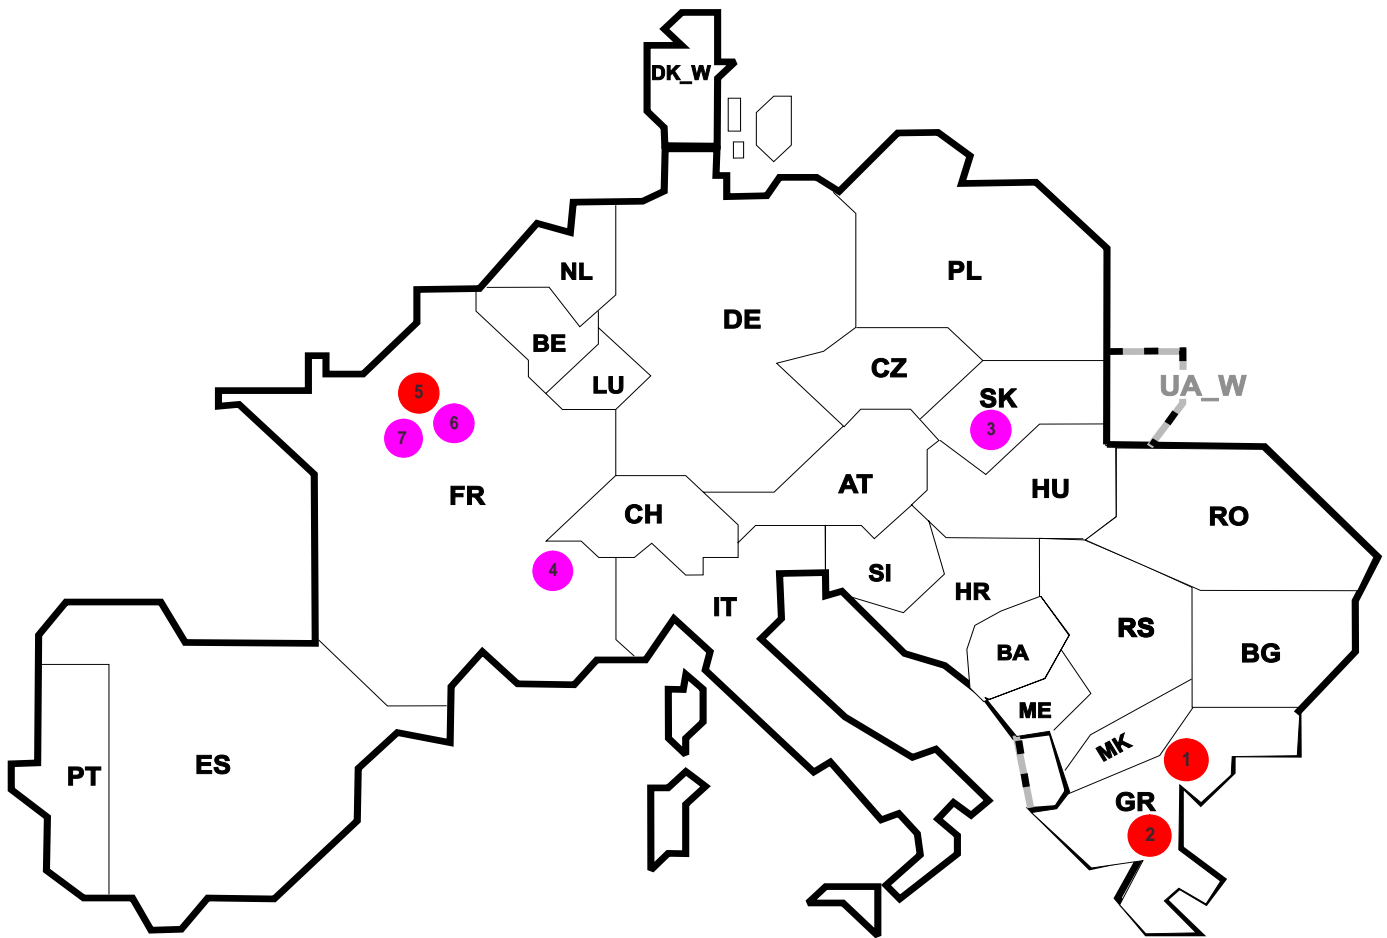 DK_W
NL
PL
DE
BE
CZ
UA_W
LU
5
SK
6
3
7
AT
HU
FR
CH
RO
4
SI
HR
IT
RS
BA
BG
ME
MK
1
ES
PT
GR
2